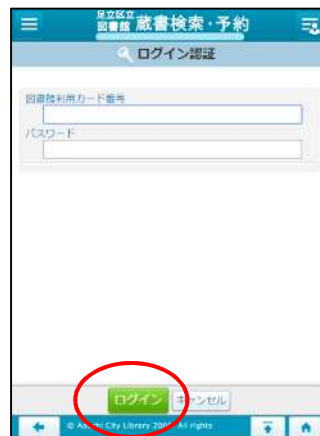 足立区立図書館 蔵書検索・予約
ログイン認証
図書館利用カード番号
パスワード
ログイン キャンセル
© Adachi City Library 200 All rights